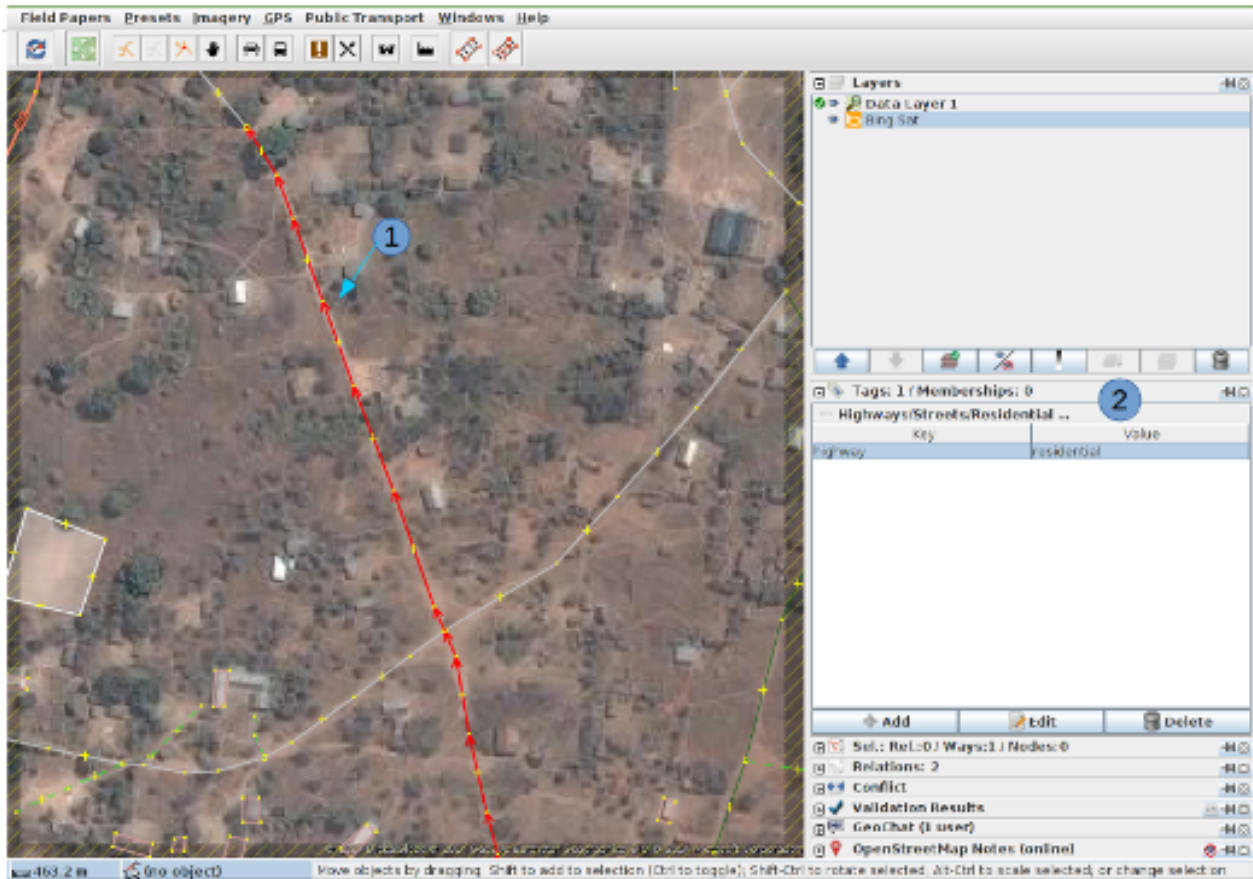 Field Papers Presets Imagery GPS Public Transport Windows Help
Layers
Data Layer 1
Bing Sat
1
Tags: 1 / Memberships: 0
2
Highways/Streets/Residential ...
Key Value
highway residential
Add Edit Delete
Sel.: Rel.:0 / Ways:1 / Nodes:0
Relations: 2
Conflict
Validation Results
GeoChat (1 user)
OpenStreetMap Notes (online)
463.2 m (no object) Move objects by dragging; Shift to add to selection (Ctrl to toggle); Shift-Ctrl to rotate selected; Alt-Ctrl to scale selected; or change selection